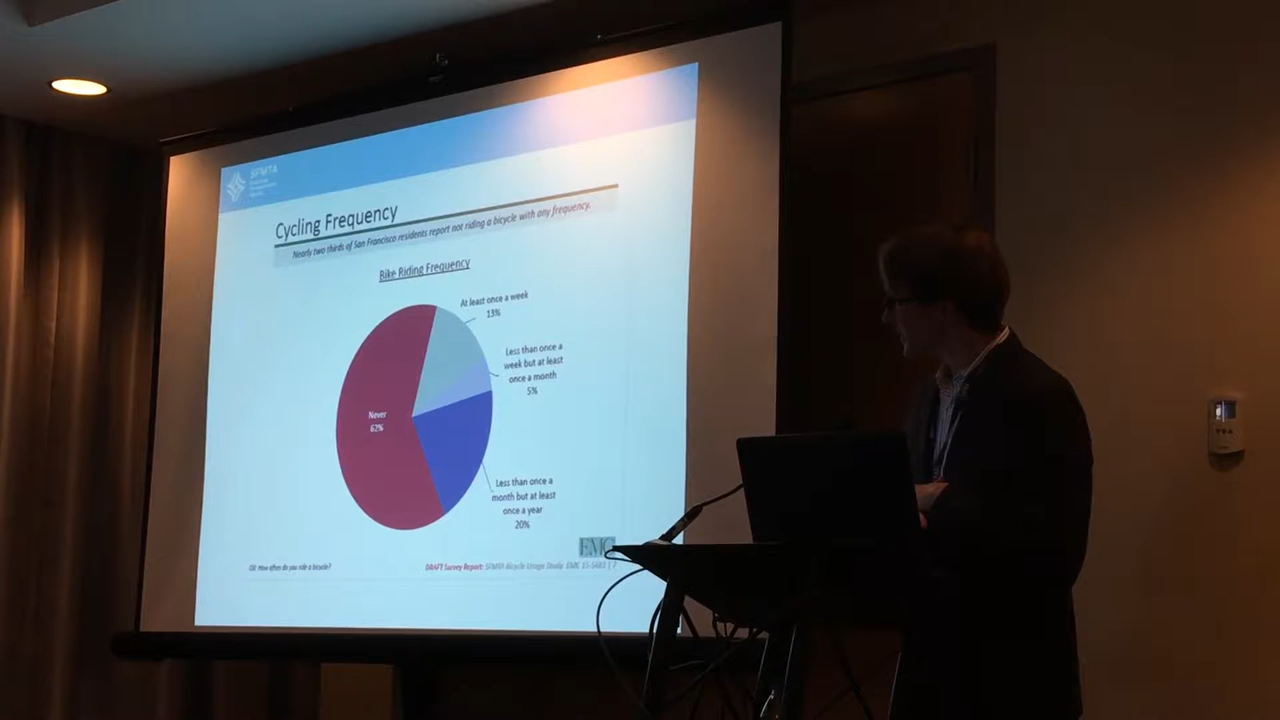 SFMTA
Cycling Frequency
Nearly two thirds of San Francisco residents report not riding a bicycle with any frequency.
Bike Riding Frequency
At least once a week
13%
Less than once a
week but at least
once a month
5%
Never
62%
Less than once a
month but at least
once a year
20%
EMC
How often do you ride a bicycle?
DRAFT Survey Report: SFMTA Bicycle Usage Study EMC | 7